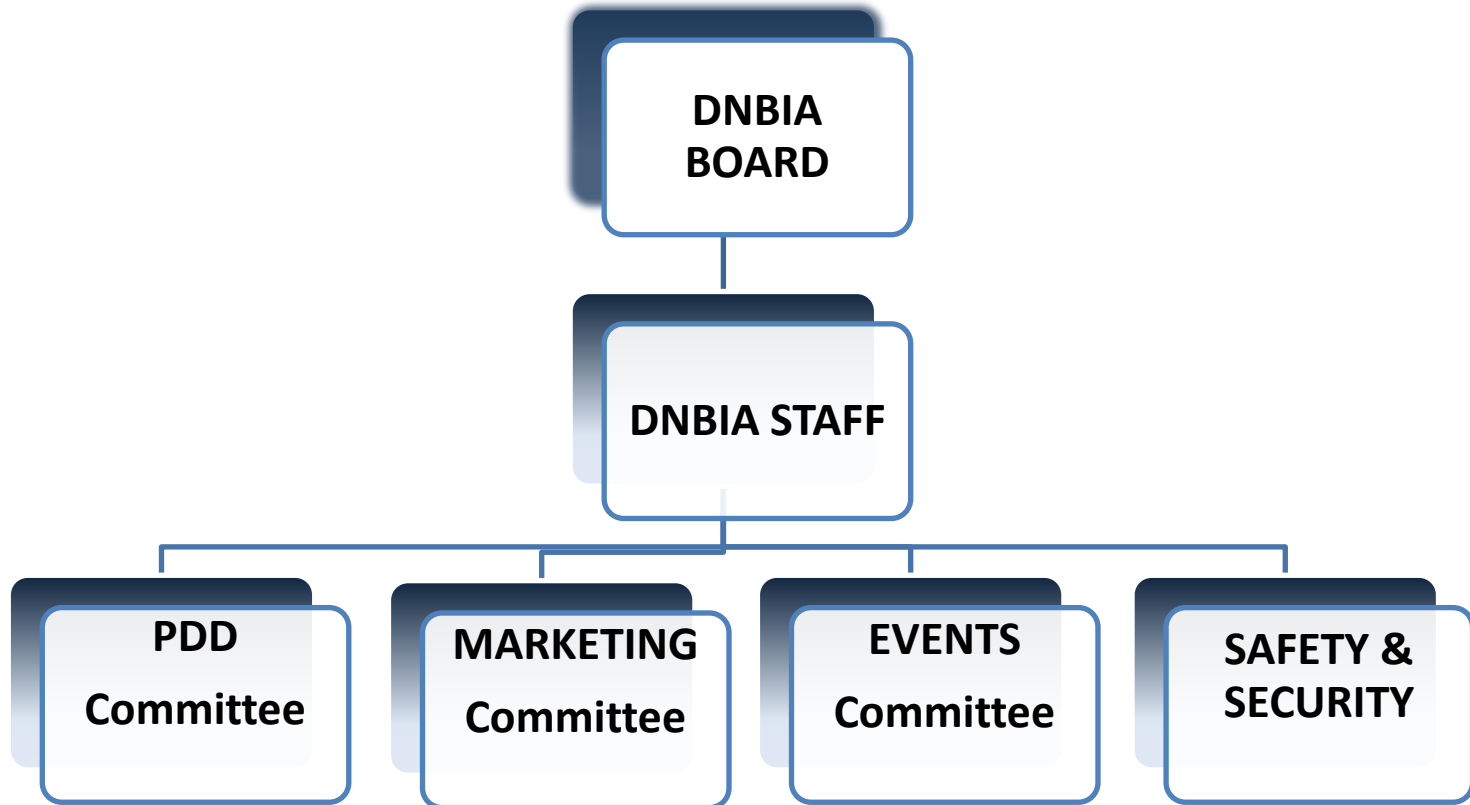 DNBIA
BOARD
DNBIA STAFF
PDD
Committee
MARKETING
Committee
EVENTS
Committee
SAFETY &
SECURITY